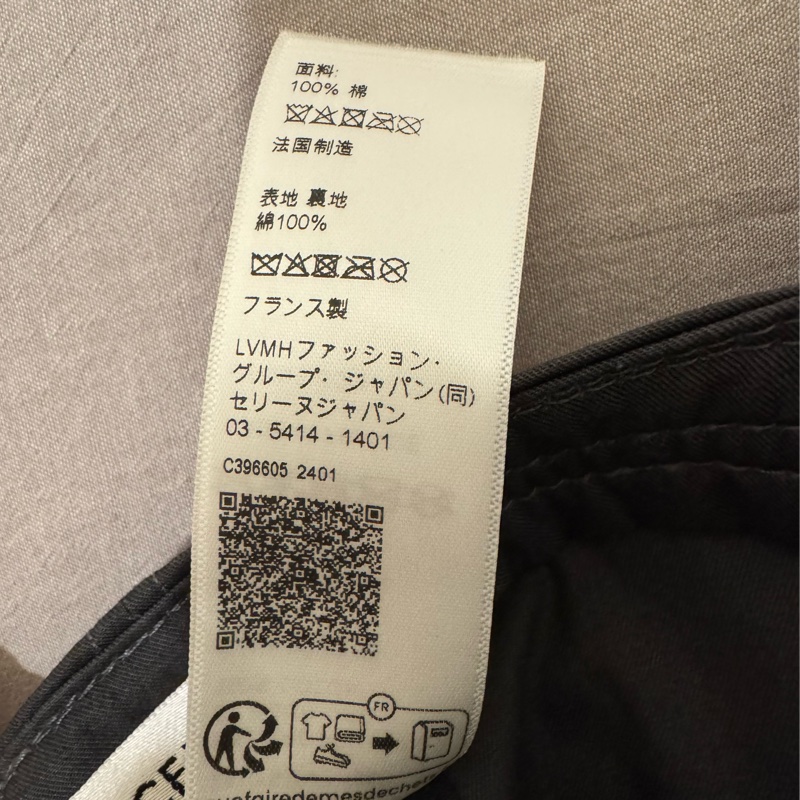 面料:
100% 棉
法国制造
表地 裏地
綿100%
フランス製
LVMHファッション・
グループ・ジャパン(同)
セリーヌジャパン
03-5414-1401
C396605 2401
FR
quefairedemesdechets
CE